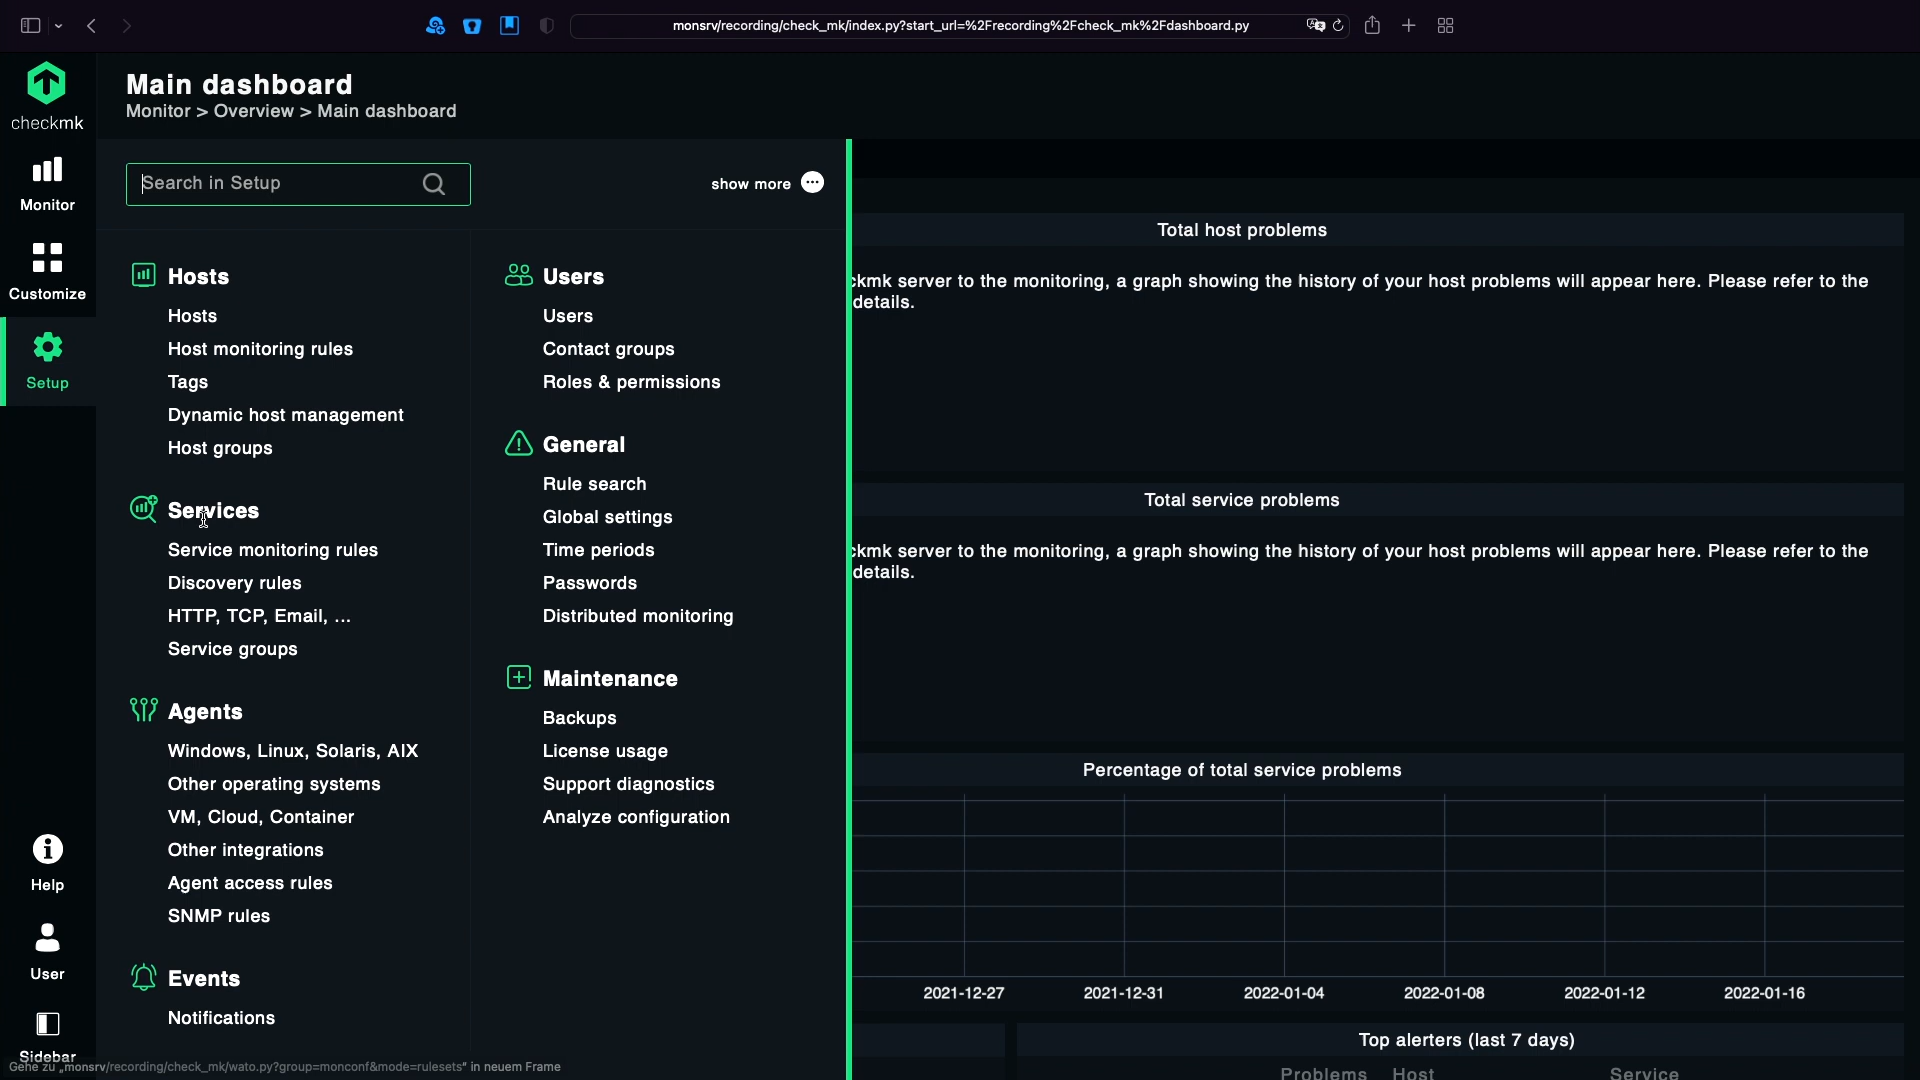 monsrv/recording/check_mk/index.py?start_url=%2Frecording%2Fcheck_mk%2Fdashboard.py
checkmk
Main dashboard
Monitor > Overview > Main dashboard
Monitor
Customize
Setup
Help
User
Sidebar
Search in Setup
show more
Hosts
Hosts
Host monitoring rules
Tags
Dynamic host management
Host groups
Services
Service monitoring rules
Discovery rules
HTTP, TCP, Email, ...
Service groups
Agents
Windows, Linux, Solaris, AIX
Other operating systems
VM, Cloud, Container
Other integrations
Agent access rules
SNMP rules
Events
Notifications
Users
Users
Contact groups
Roles & permissions
General
Rule search
Global settings
Time periods
Passwords
Distributed monitoring
Maintenance
Backups
License usage
Support diagnostics
Analyze configuration
Total host problems
ckmk server to the monitoring, a graph showing the history of your host problems will appear here. Please refer to the
details.
Total service problems
ckmk server to the monitoring, a graph showing the history of your host problems will appear here. Please refer to the
details.
Percentage of total service problems
2021-12-27 2021-12-31 2022-01-04 2022-01-08 2022-01-12 2022-01-16
Top alerters (last 7 days)
Problems Host Service
Gehe zu „monsrv/recording/check_mk/wato.py?group=monconf&mode=rulesets“ in neuem Frame